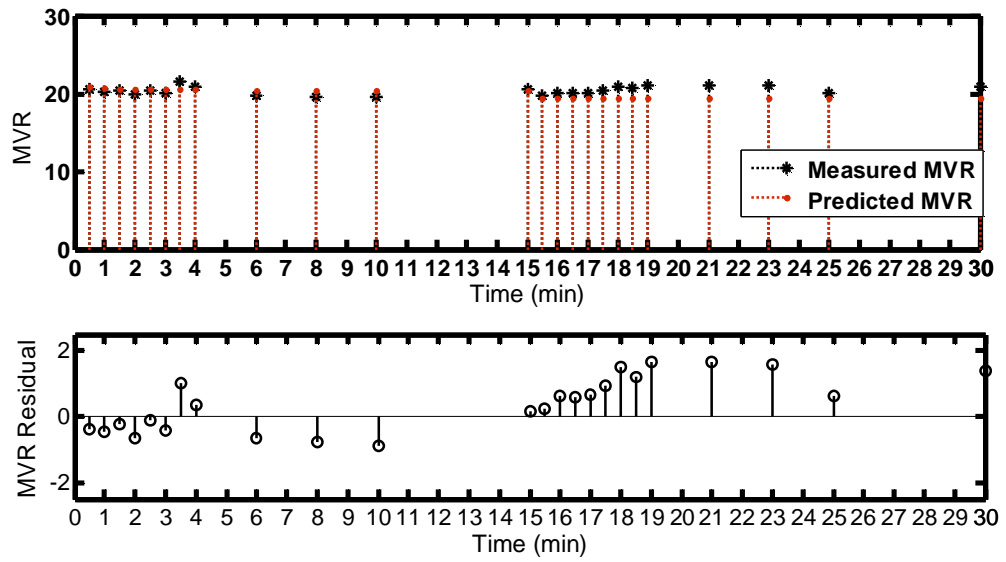 30
20
10
0
MVR
Measured MVR
Predicted MVR
0 1 2 3 4 5 6 7 8 9 10 11 12 13 14 15 16 17 18 19 20 21 22 23 24 25 26 27 28 29 30
Time (min)
2
0
-2
MVR Residual
0 1 2 3 4 5 6 7 8 9 10 11 12 13 14 15 16 17 18 19 20 21 22 23 24 25 26 27 28 29 30
Time (min)